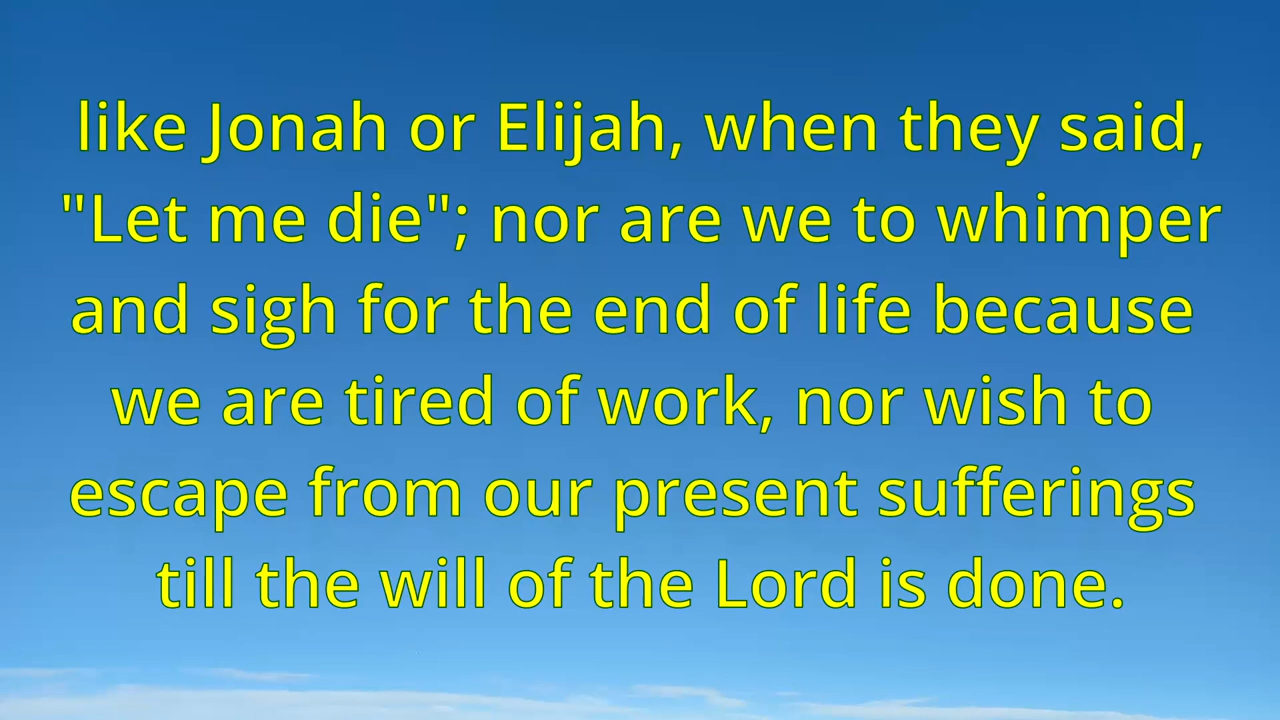 like Jonah or Elijah, when they said,
"Let me die"; nor are we to whimper
and sigh for the end of life because
we are tired of work, nor wish to
escape from our present sufferings
till the will of the Lord is done.